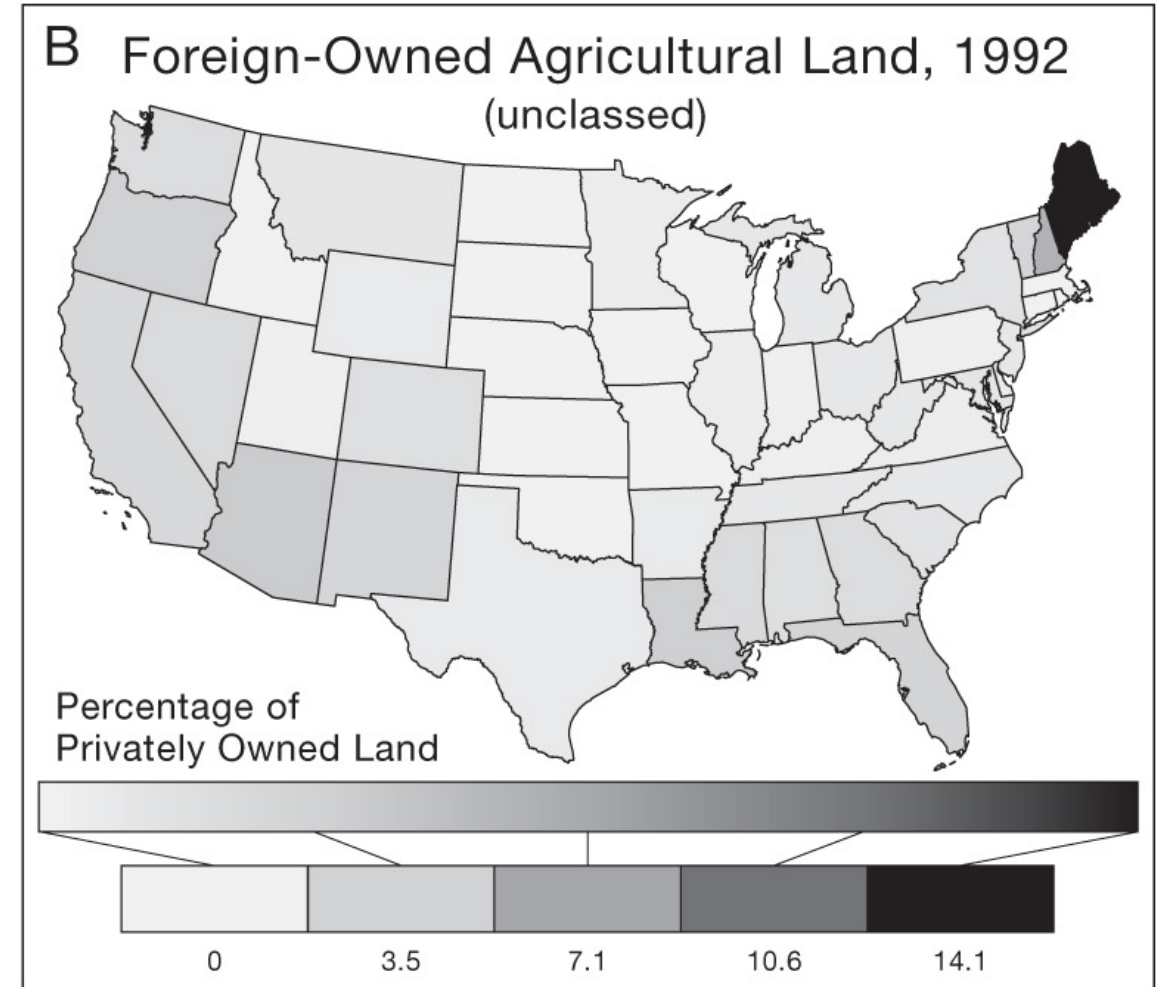 B Foreign-Owned Agricultural Land, 1992
(unclassed)
Percentage of
Privately Owned Land
0 3.5 7.1 10.6 14.1